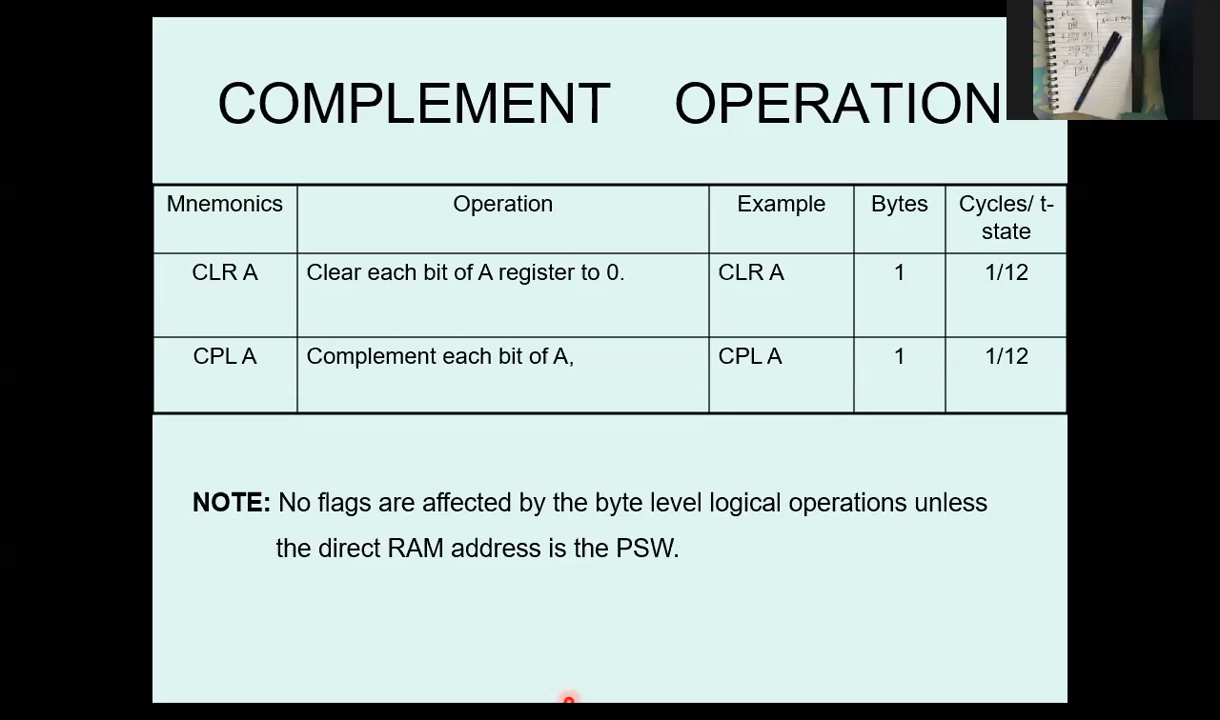 COMPLEMENT OPERATION
Mnemonics Operation Example Bytes Cycles/ t-
state
CLR A Clear each bit of A register to 0. CLR A 1 1/12
CPL A Complement each bit of A, CPL A 1 1/12
NOTE: No flags are affected by the byte level logical operations unless
the direct RAM address is the PSW.